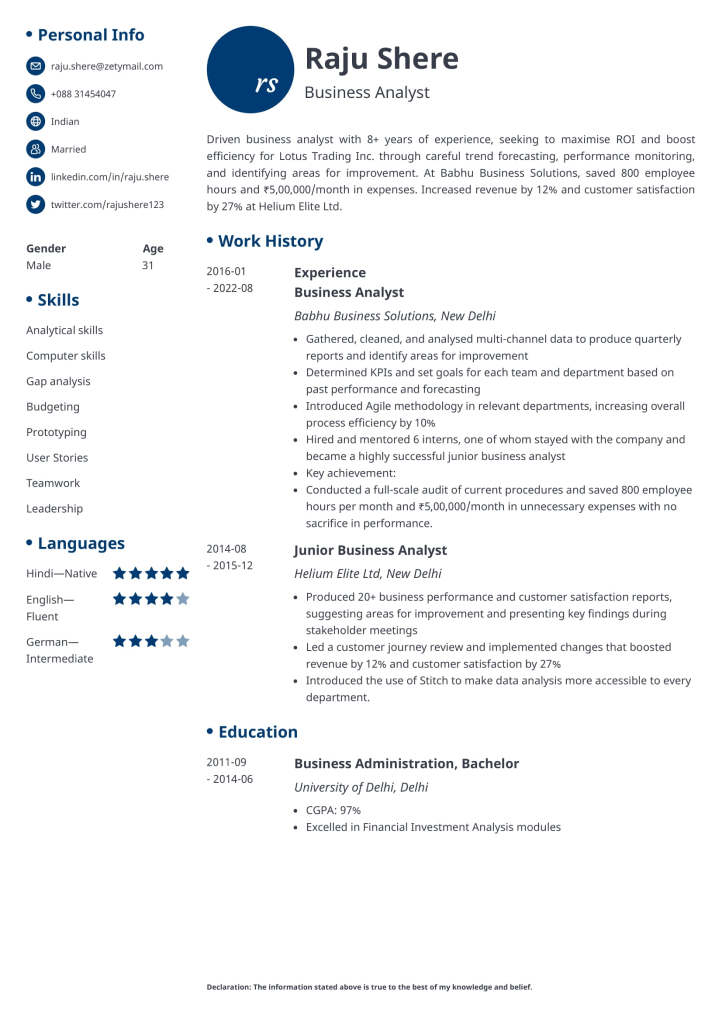 Personal Info
raju.shere@zetymail.com
+088 31454047
Indian
Married
linkedin.com/in/raju.shere
twitter.com/rajushere123
Gender Age
Male 31
Skills
Analytical skills
Computer skills
Gap analysis
Budgeting
Prototyping
User Stories
Teamwork
Leadership
Languages
Hindi—Native
English—
Fluent
German—
Intermediate
rs
Raju Shere
Business Analyst
Driven business analyst with 8+ years of experience, seeking to maximise ROI and boost
efficiency for Lotus Trading Inc. through careful trend forecasting, performance monitoring,
and identifying areas for improvement. At Babhu Business Solutions, saved 800 employee
hours and ₹5,00,000/month in expenses. Increased revenue by 12% and customer satisfaction
by 27% at Helium Elite Ltd.
Work History
2016-01
- 2022-08
Experience
Business Analyst
Babhu Business Solutions, New Delhi
• Gathered, cleaned, and analysed multi-channel data to produce quarterly
reports and identify areas for improvement
• Determined KPIs and set goals for each team and department based on
past performance and forecasting
• Introduced Agile methodology in relevant departments, increasing overall
process efficiency by 10%
• Hired and mentored 6 interns, one of whom stayed with the company and
became a highly successful junior business analyst
• Key achievement:
• Conducted a full-scale audit of current procedures and saved 800 employee
hours per month and ₹5,00,000/month in unnecessary expenses with no
sacrifice in performance.
2014-08
- 2015-12
Junior Business Analyst
Helium Elite Ltd, New Delhi
• Produced 20+ business performance and customer satisfaction reports,
suggesting areas for improvement and presenting key findings during
stakeholder meetings
• Led a customer journey review and implemented changes that boosted
revenue by 12% and customer satisfaction by 27%
• Introduced the use of Stitch to make data analysis more accessible to every
department.
Education
2011-09
- 2014-06
Business Administration, Bachelor
University of Delhi, Delhi
• CGPA: 97%
• Excelled in Financial Investment Analysis modules
Declaration: The information stated above is true to the best of my knowledge and belief.